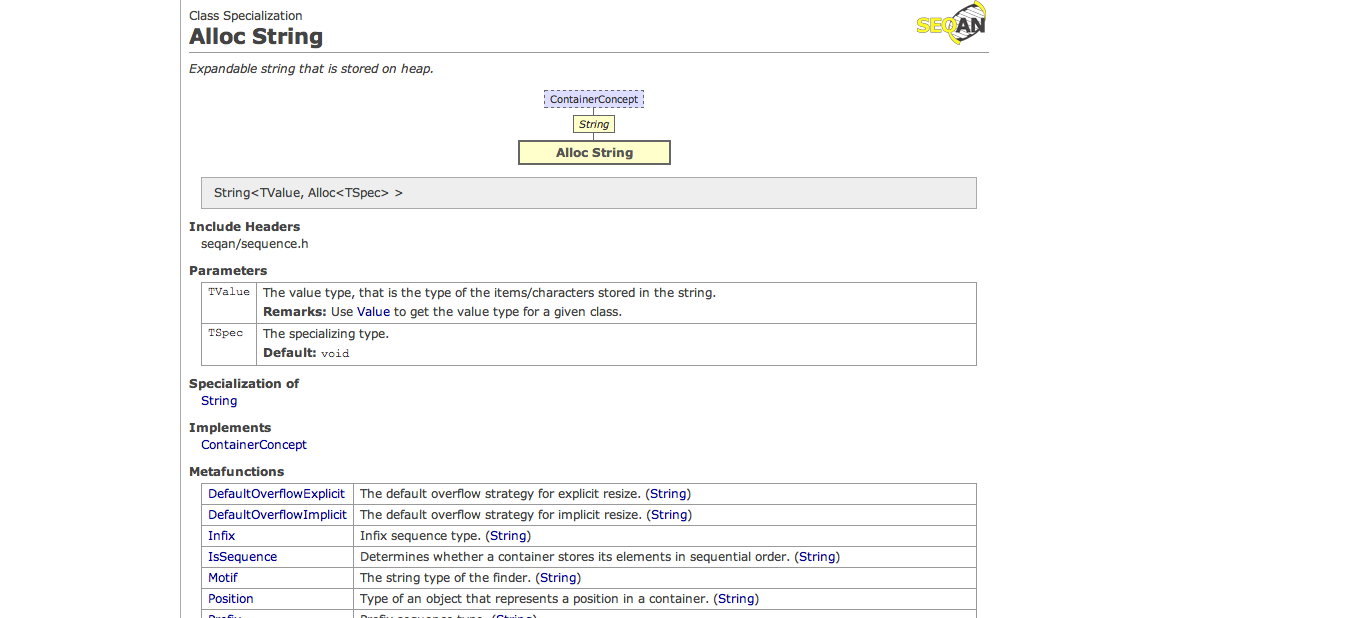 Class Specialization
Alloc String
SEQAN
Expandable string that is stored on heap.
ContainerConcept
String
Alloc String
String<TValue, Alloc<TSpec> >
Include Headers
seqan/sequence.h
Parameters
TValue The value type, that is the type of the items/characters stored in the string.
Remarks: Use Value to get the value type for a given class.
TSpec The specializing type.
Default: void
Specialization of
String
Implements
ContainerConcept
Metafunctions
DefaultOverflowExplicit The default overflow strategy for explicit resize. (String)
DefaultOverflowImplicit The default overflow strategy for implicit resize. (String)
Infix Infix sequence type. (String)
IsSequence Determines whether a container stores its elements in sequential order. (String)
Motif The string type of the finder. (String)
Position Type of an object that represents a position in a container. (String)
Prefix Prefix sequence type. (String)